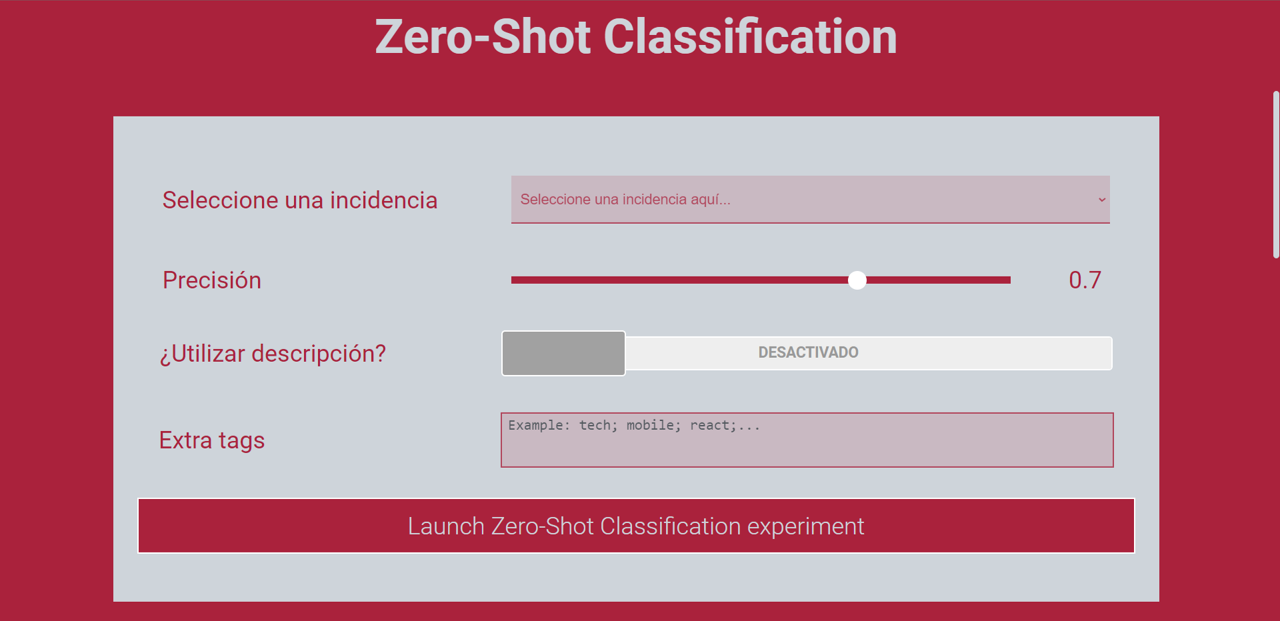 Zero-Shot Classification
Seleccione una incidencia
Seleccione una incidencia aquí...
Precisión
0.7
¿Utilizar descripción?
DESACTIVADO
Extra tags
Example: tech; mobile; react;...
Launch Zero-Shot Classification experiment